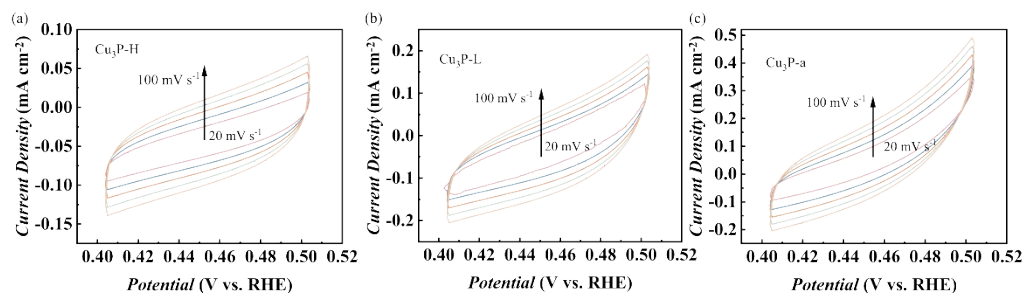 (a)
Cu₃P-H
100 mV s⁻¹
20 mV s⁻¹
0.10
0.05
0.00
-0.05
-0.10
-0.15
0.40 0.42 0.44 0.46 0.48 0.50 0.52
Current Density (mA cm⁻²)
Potential (V vs. RHE)
(b)
Cu₃P-L
100 mV s⁻¹
20 mV s⁻¹
0.2
0.1
0.0
-0.1
-0.2
0.40 0.42 0.44 0.46 0.48 0.50 0.52
Current Density (mA cm⁻²)
Potential (V vs. RHE)
(c)
Cu₃P-a
100 mV s⁻¹
20 mV s⁻¹
0.5
0.4
0.3
0.2
0.1
0.0
-0.1
0.2
0.40 0.42 0.44 0.46 0.48 0.50 0.52
Current Density (mA cm⁻²)
Potential (V vs. RHE)